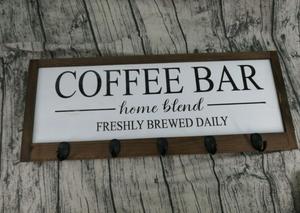 COFFEE BAR
home blend
FRESHLY BREWED DAILY